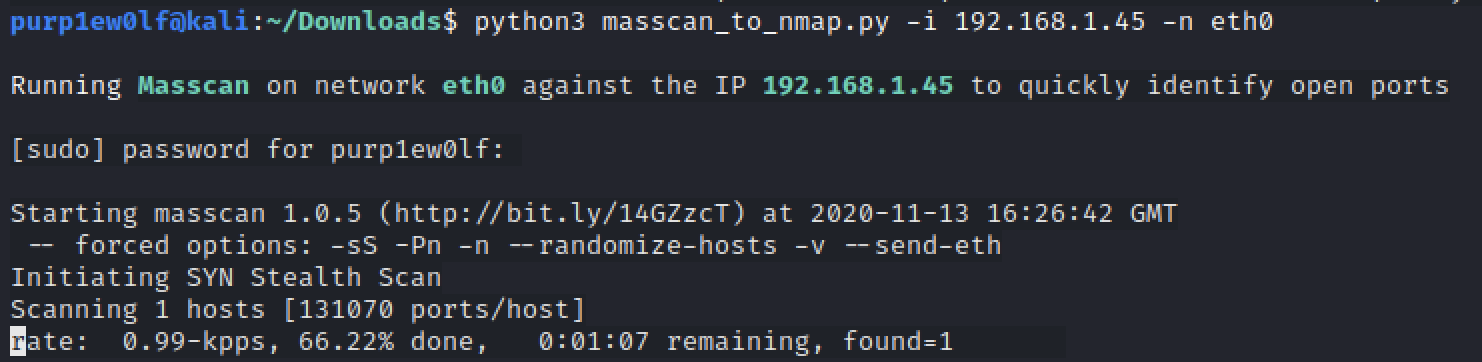 purp1ew0lf@kali:~/Downloads$ python3 masscan_to_nmap.py -i 192.168.1.45 -n eth0
Running Masscan on network eth0 against the IP 192.168.1.45 to quickly identify open ports
[sudo] password for purp1ew0lf:
Starting masscan 1.0.5 (http://bit.ly/14GZzcT) at 2020-11-13 16:26:42 GMT
 -- forced options: -sS -Pn -n --randomize-hosts -v --send-eth
Initiating SYN Stealth Scan
Scanning 1 hosts [131070 ports/host]
rate:  0.99-kpps, 66.22% done,   0:01:07 remaining, found=1